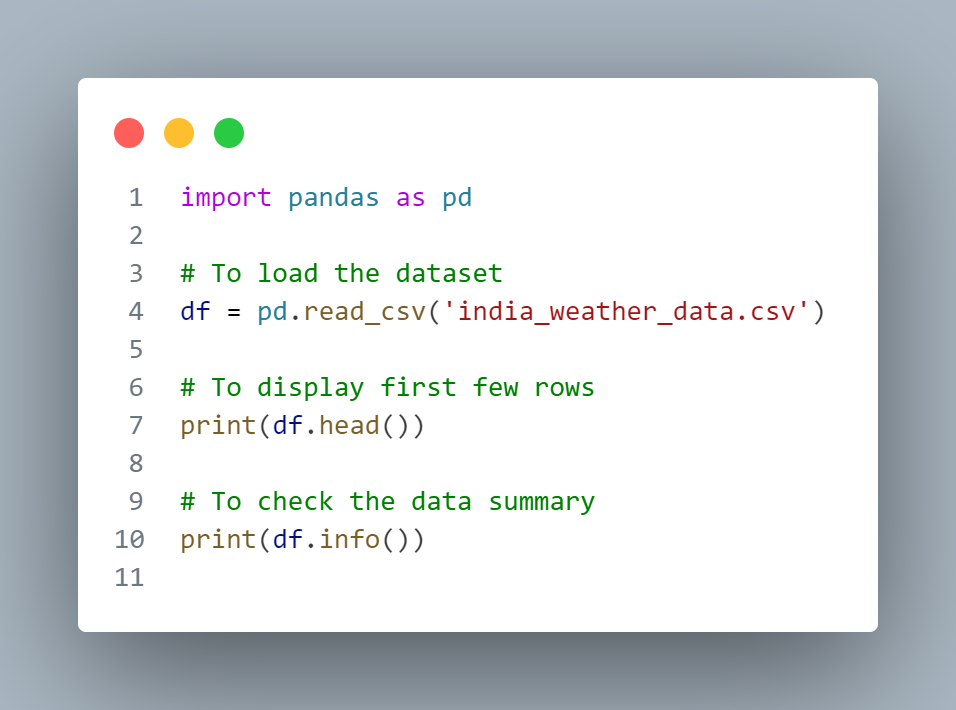 1 import pandas as pd
2
3 # To load the dataset
4 df = pd.read_csv('india_weather_data.csv')
5
6 # To display first few rows
7 print(df.head())
8
9 # To check the data summary
10 print(df.info())
11